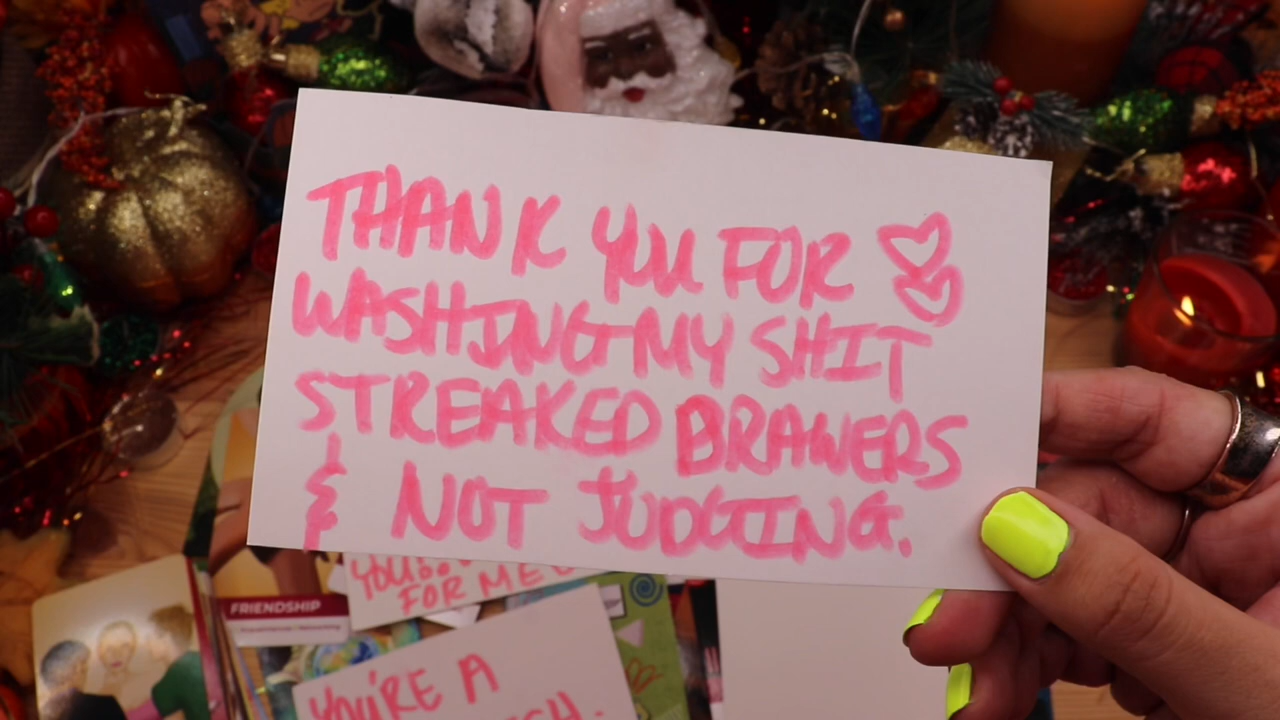 THANK YOU FOR
WASHING MY SHIT
STREAKED DRAWERS
& NOT JUDGING.
FOR ME
FRIENDSHIP
YOU'RE A